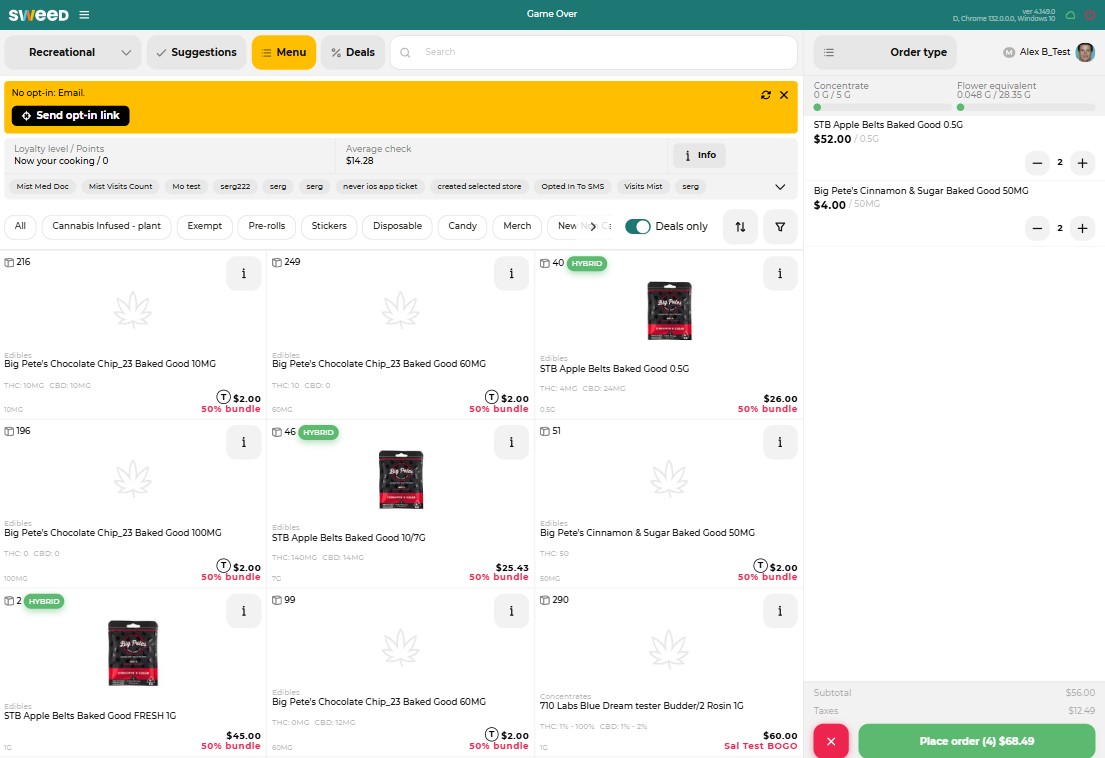 sweed
Game Over
ver 4.149.0
D, Chrome 132.0.0.0, Windows 10
Recreational
Suggestions
Menu
Deals
Search
Order type
M Alex B_Test
No opt-in: Email.
Send opt-in link
Loyalty level / Points
Now your cooking / 0
Average check
$14.28
i Info
Mist Med Doc
Mist Visits Count
Mo test
serg222
serg
serg
never ios app ticket
created selected store
Opted In To SMS
Visits Mist
serg
All
Cannabis Infused - plant
Exempt
Pre-rolls
Stickers
Disposable
Candy
Merch
New Non Ca
Deals only
216
i
Edibles
Big Pete's Chocolate Chip_23 Baked Good 10MG
THC: 10MG CBD: 10MG
T $2.00
10MG
50% bundle
249
i
Edibles
Big Pete's Chocolate Chip_23 Baked Good 60MG
THC: 10 CBD: 0
T $2.00
60MG
50% bundle
40 HYBRID
i
Big Petes
Edibles
STB Apple Belts Baked Good 0.5G
THC: 4MG CBD: 24MG
$26.00
0.5G
50% bundle
196
i
Edibles
Big Pete's Chocolate Chip_23 Baked Good 100MG
THC: 0 CBD: 0
T $2.00
100MG
50% bundle
46 HYBRID
i
Big Petes
Edibles
STB Apple Belts Baked Good 10/7G
THC: 140MG CBD: 14MG
$25.43
7G
50% bundle
51
i
Edibles
Big Pete's Cinnamon & Sugar Baked Good 50MG
THC: 50
T $2.00
50MG
50% bundle
2 HYBRID
i
Big Petes
Edibles
STB Apple Belts Baked Good FRESH 1G
$45.00
1G
50% bundle
99
i
Edibles
Big Pete's Chocolate Chip_23 Baked Good 60MG
THC: 0MG CBD: 12MG
T $2.00
60MG
50% bundle
290
i
Concentrates
710 Labs Blue Dream tester Budder/2 Rosin 1G
THC: 1% - 100% CBD: 1% - 2%
$60.00
1G
Sal Test BOGO
Concentrate
0 G / 5 G
Flower equivalent
0.048 G / 28.35 G
STB Apple Belts Baked Good 0.5G
$52.00 / 0.5G
2
Big Pete's Cinnamon & Sugar Baked Good 50MG
$4.00 / 50MG
2
Subtotal
$56.00
Taxes
$12.49
Place order (4) $68.49